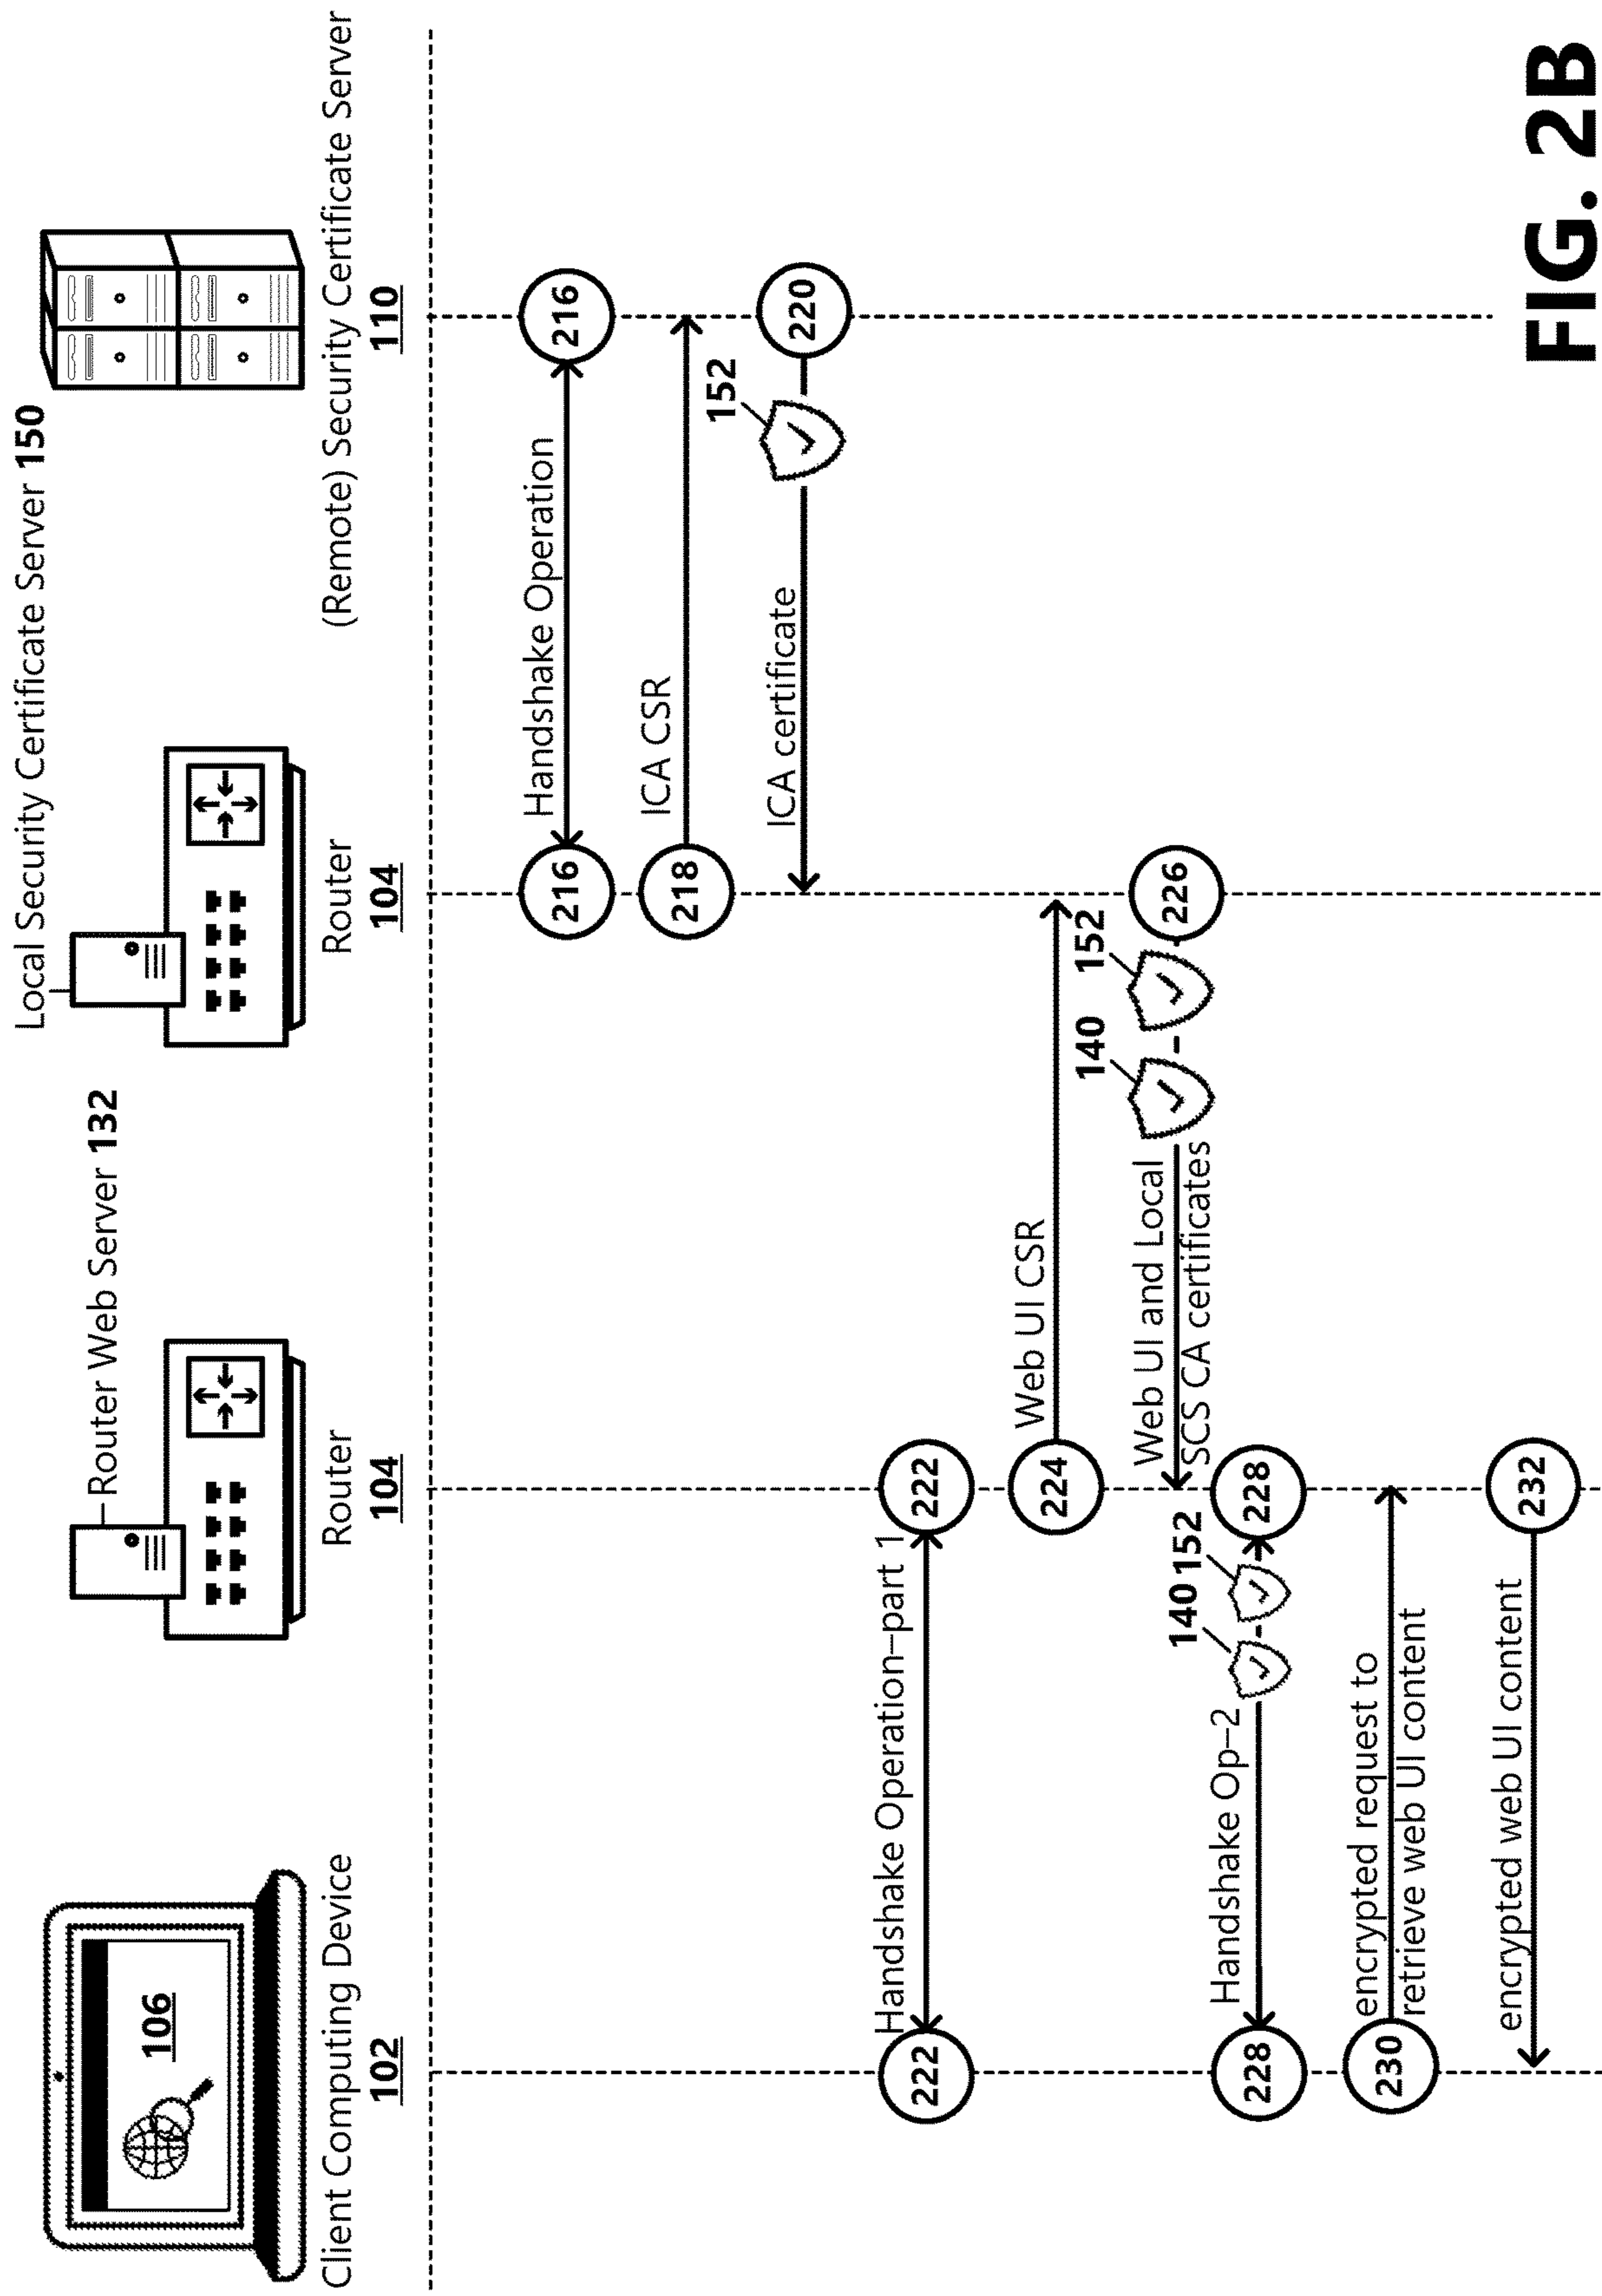 Local Security Certificate Server 150
Router Web Server 132
106
Client Computing Device
102
Router
104
Router
104
(Remote) Security Certificate Server
110
216
Handshake Operation
216
218
ICA CSR
ICA certificate
152
220
222
Handshake Operation–part 1
222
224
Web UI CSR
Web UI and Local
SCS CA certificates
140
152
226
228
Handshake Op–2
140
152
228
230
encrypted request to
retrieve web UI content
encrypted web UI content
232
FIG. 2B